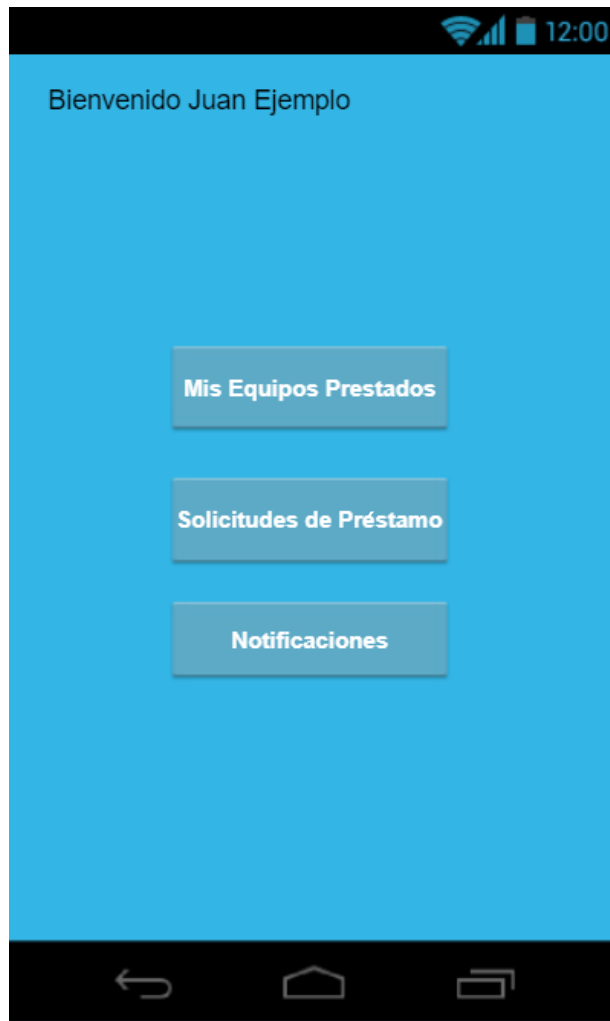 12:00
Bienvenido Juan Ejemplo
Mis Equipos Prestados
Solicitudes de Préstamo
Notificaciones